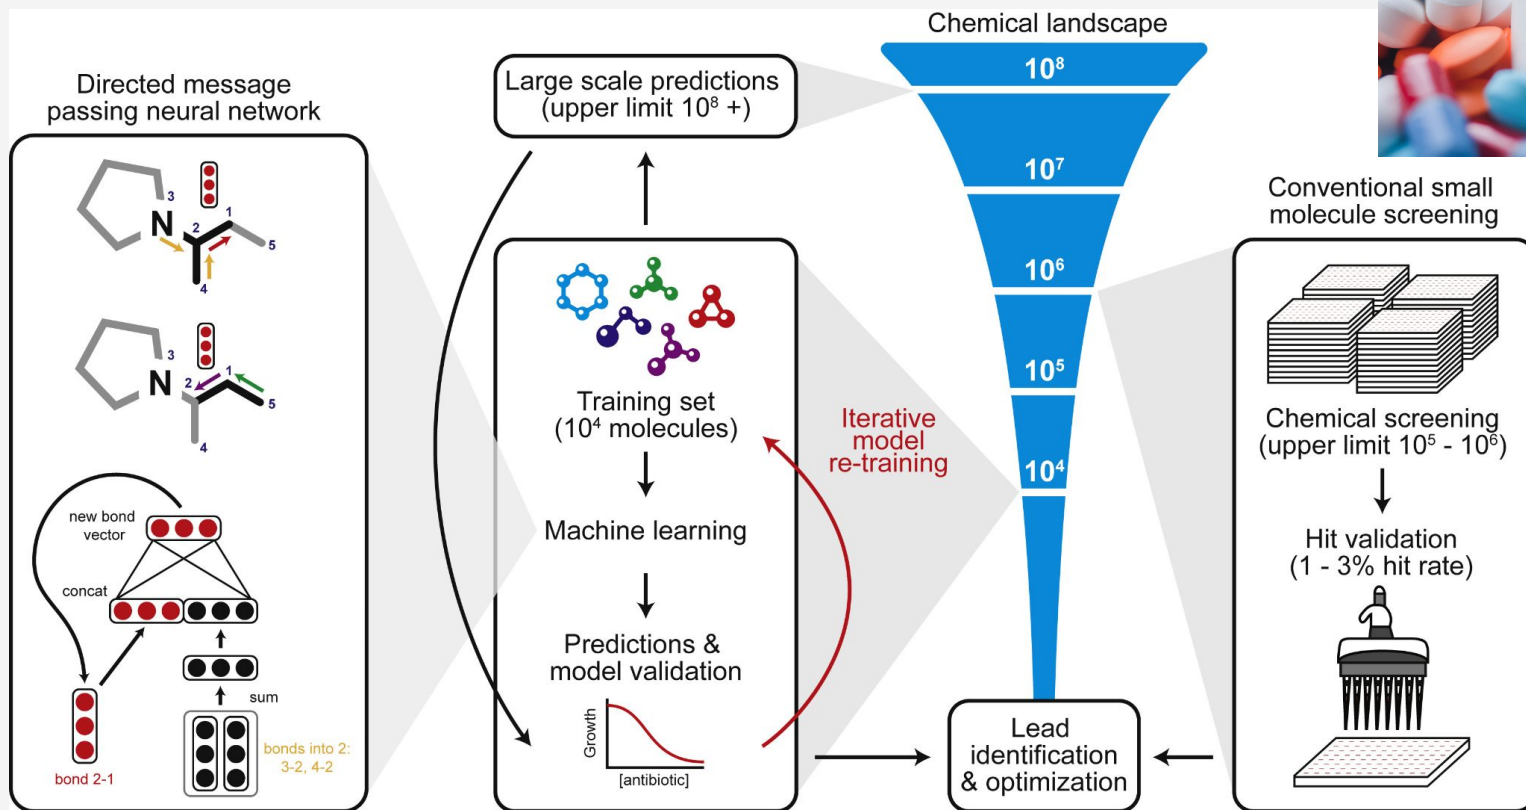 Directed message
passing neural network
3
N
2
1
5
4
3
N
2
1
5
4
new bond
vector
concat
sum
bond 2-1
bonds into 2:
3-2, 4-2
Large scale predictions
(upper limit 10⁸ +)
Training set
(10⁴ molecules)
Machine learning
Predictions &
model validation
Growth
[antibiotic]
Iterative
model
re-training
Chemical landscape
10⁸
10⁷
10⁶
10⁵
10⁴
Lead
identification
& optimization
Conventional small
molecule screening
Chemical screening
(upper limit 10⁵ - 10⁶)
Hit validation
(1 - 3% hit rate)